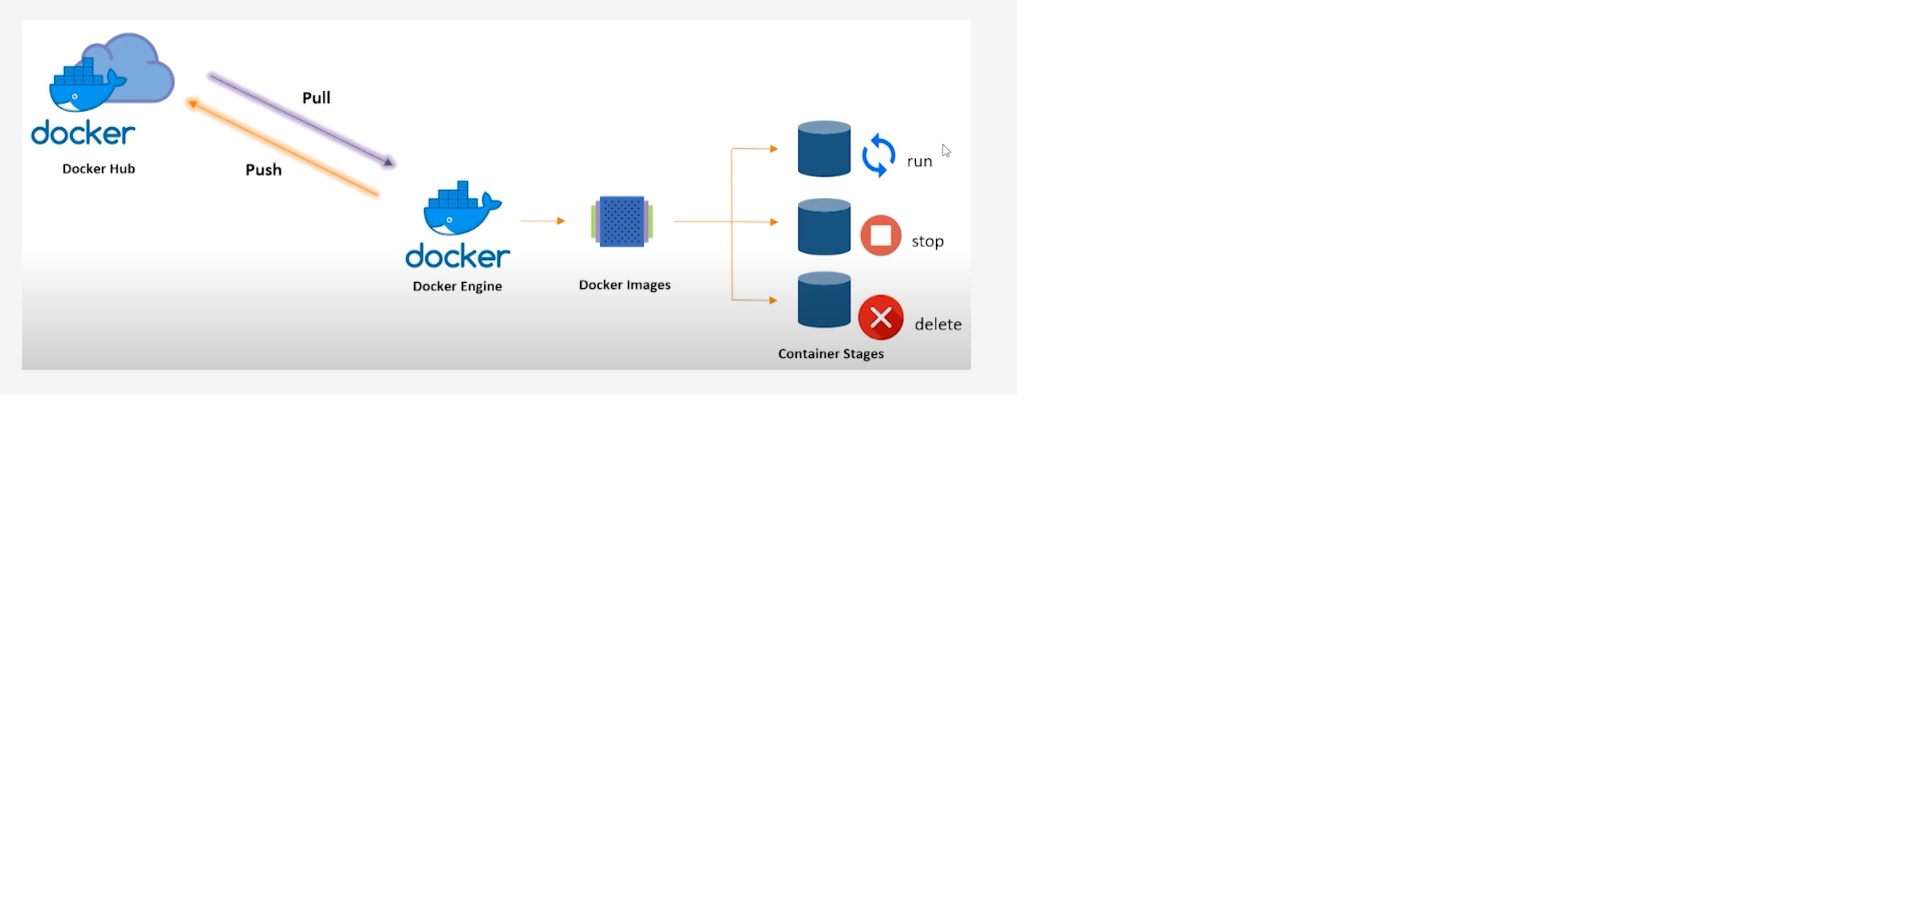 docker
Docker Hub
Pull
Push
docker
Docker Engine
Docker Images
run
stop
delete
Container Stages